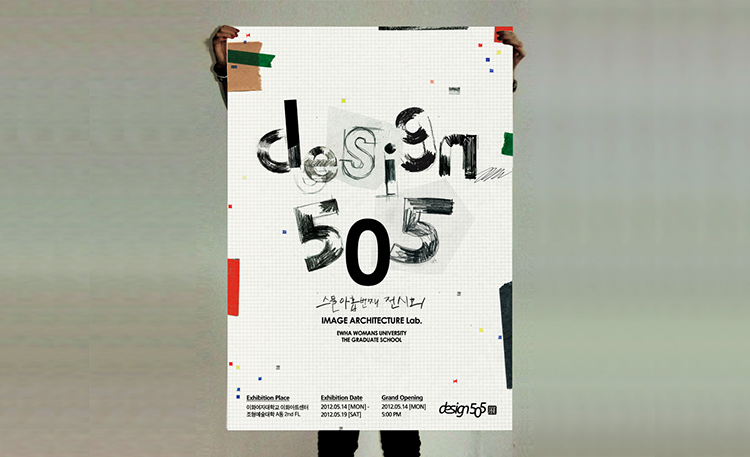 design
505
스물아홉번째 전시회
IMAGE ARCHITECTURE Lab.
EWHA WOMANS UNIVERSITY
THE GRADUATE SCHOOL
Exhibition Place
이화여자대학교 이화아트센터
조형예술대학 A동 2nd FL
Exhibition Date
2012.05.14 [MON] -
2012.05.19 [SAT]
Grand Opening
2012.05.14 [MON]
5:00 PM
design 505